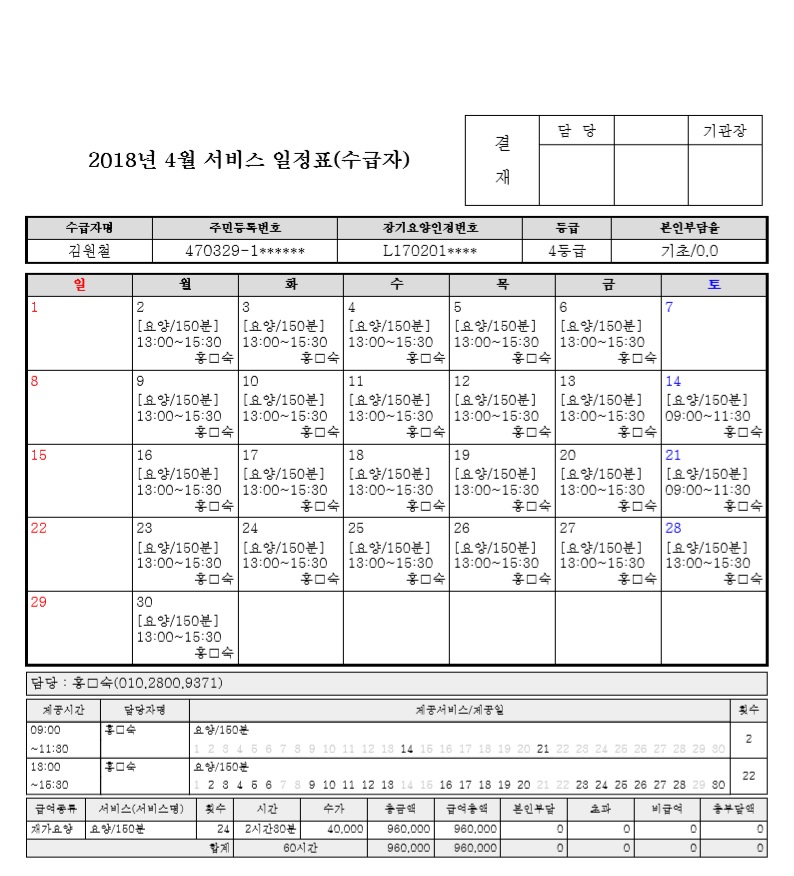 결 재
담 당
기관장
2018년 4월 서비스 일정표(수급자)
수급자명 주민등록번호 장기요양인정번호 등급 본인부담율
김원철 470329-1****** L170201**** 4등급 기초/0.0
일 월 화 수 목 금 토
1 2 3 4 5 6 7
[요양/150분] [요양/150분] [요양/150분] [요양/150분] [요양/150분]
13:00~15:30 13:00~15:30 13:00~15:30 13:00~15:30 13:00~15:30
홍□숙 홍□숙 홍□숙 홍□숙 홍□숙
8 9 10 11 12 13 14
[요양/150분] [요양/150분] [요양/150분] [요양/150분] [요양/150분] [요양/150분]
13:00~15:30 13:00~15:30 13:00~15:30 13:00~15:30 13:00~15:30 09:00~11:30
홍□숙 홍□숙 홍□숙 홍□숙 홍□숙 홍□숙
15 16 17 18 19 20 21
[요양/150분] [요양/150분] [요양/150분] [요양/150분] [요양/150분] [요양/150분]
13:00~15:30 13:00~15:30 13:00~15:30 13:00~15:30 13:00~15:30 09:00~11:30
홍□숙 홍□숙 홍□숙 홍□숙 홍□숙 홍□숙
22 23 24 25 26 27 28
[요양/150분] [요양/150분] [요양/150분] [요양/150분] [요양/150분] [요양/150분]
13:00~15:30 13:00~15:30 13:00~15:30 13:00~15:30 13:00~15:30 13:00~15:30
홍□숙 홍□숙 홍□숙 홍□숙 홍□숙 홍□숙
29 30
[요양/150분]
13:00~15:30
홍□숙
담당 : 홍□숙(010.2800.9371)
제공시간 담당자명 제공서비스/제공일 횟수
09:00 홍□숙 요양/150분 2
~11:30 1 2 3 4 5 6 7 8 9 10 11 12 13 14 15 16 17 18 19 20 21 22 23 24 25 26 27 28 29 30
13:00 홍□숙 요양/150분 22
~15:30 1 2 3 4 5 6 7 8 9 10 11 12 13 14 15 16 17 18 19 20 21 22 23 24 25 26 27 28 29 30
급여종류 서비스(서비스명) 횟수 시간 수가 총금액 급여총액 본인부담 초과 비급여 총부담액
재가요양 요양/150분 24 2시간30분 40,000 960,000 960,000 0 0 0 0
합계 60시간 960,000 960,000 0 0 0 0